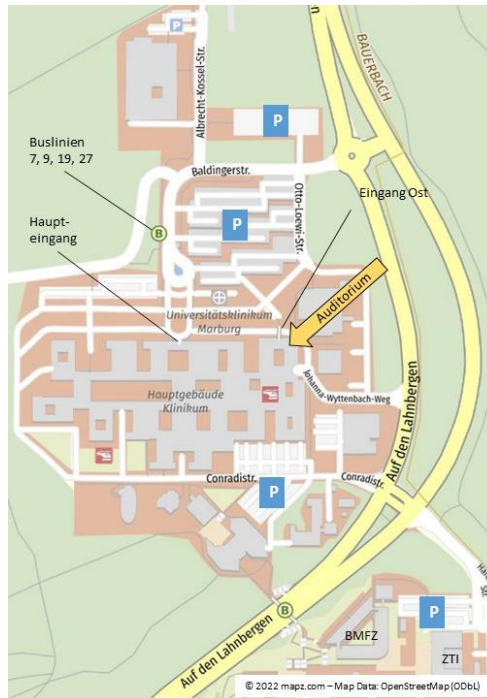 P
Albrecht-Kossel-Str.
BAUERBACH
P
Buslinien
7, 9, 19, 27
Baldingerstr.
Eingang Ost
Otto-Loewi-Str.
P
Haupt-
eingang
B
Auditorium
Universitätsklinikum
Marburg
Johanna-Wyttenbach-Weg
Hauptgebäude
Klinikum
Auf den Lahnbergen
Conradistr.
Conradistr.
P
B
P
Auf den Lahnbergen
BMFZ
ZTI
© 2022 mapz.com – Map Data: OpenStreetMap (ODbL)